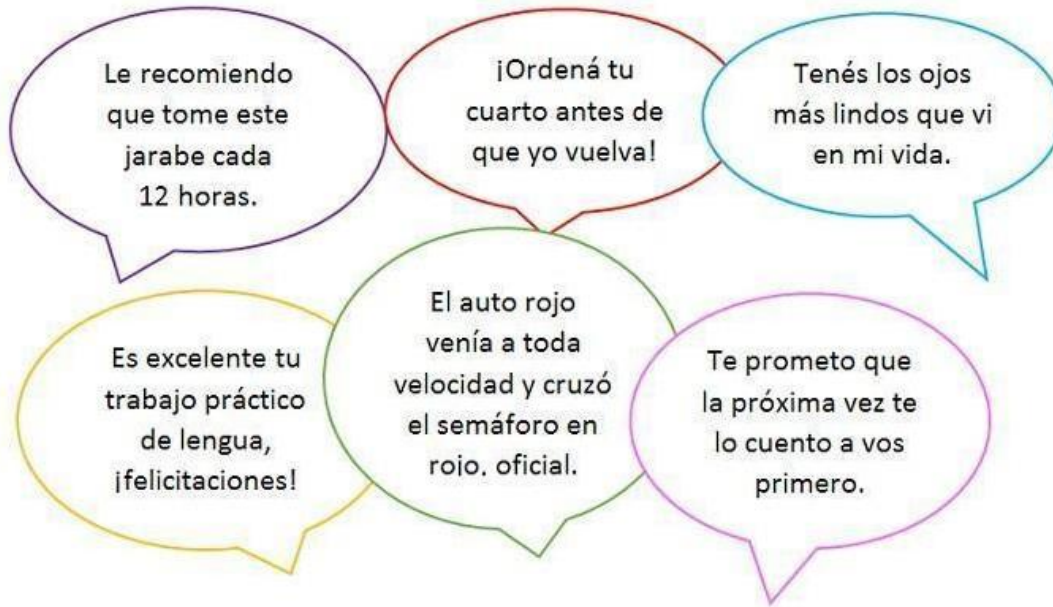 Le recomiendo
que tome este
jarabe cada
12 horas.
¡Ordená tu
cuarto antes de
que yo vuelva!
Tenés los ojos
más lindos que vi
en mi vida.
Es excelente tu
trabajo práctico
de lengua,
¡felicitaciones!
El auto rojo
venía a toda
velocidad y cruzó
el semáforo en
rojo, oficial.
Te prometo que
la próxima vez te
lo cuento a vos
primero.